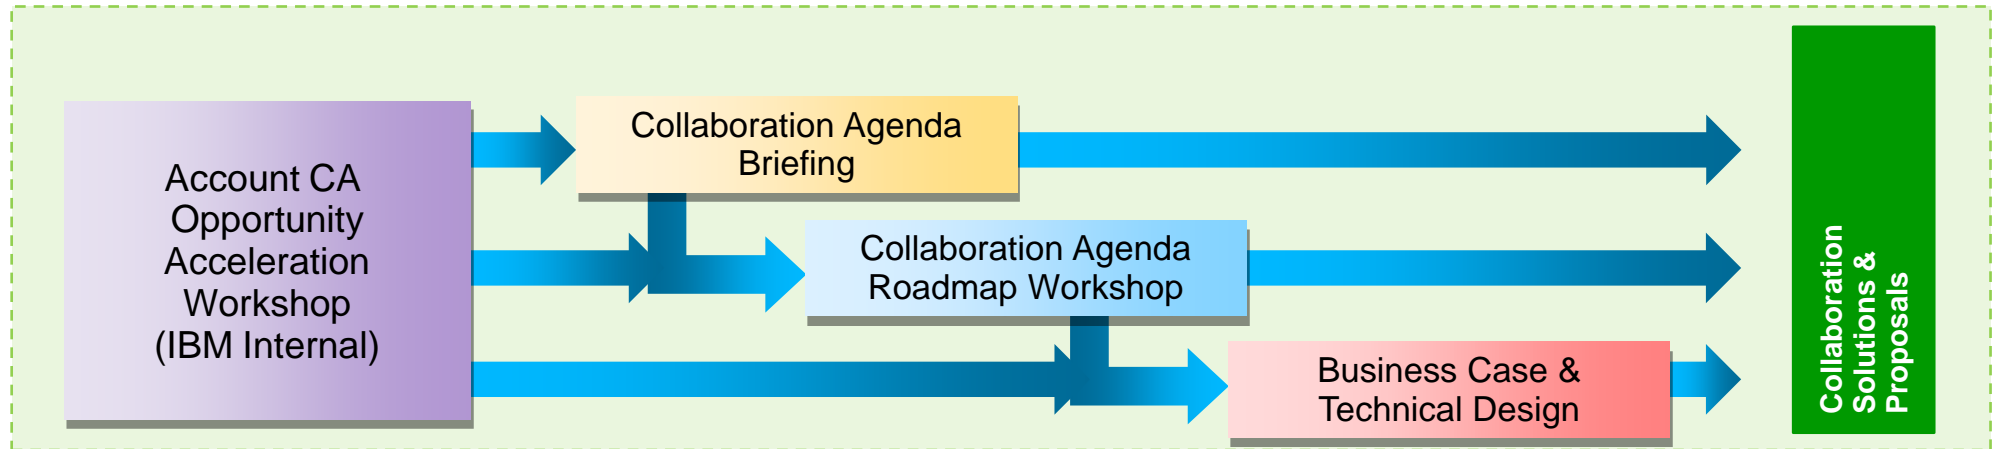 Account CA
Opportunity
Acceleration
Workshop
(IBM Internal)
Collaboration Agenda
Briefing
Collaboration Agenda
Roadmap Workshop
Business Case &
Technical Design
Collaboration
Solutions &
Proposals